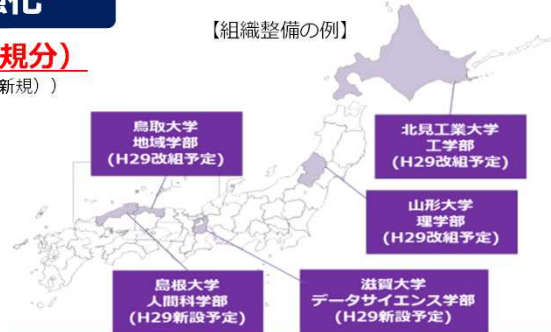 強化
規分）
新規））
【組織整備の例】
鳥取大学
地域学部
(H29改組予定)
北見工業大学
工学部
(H29改組予定)
山形大学
理学部
(H29改組予定)
島根大学
人間科学部
(H29新設予定)
滋賀大学
データサイエンス学部
(H29新設予定)